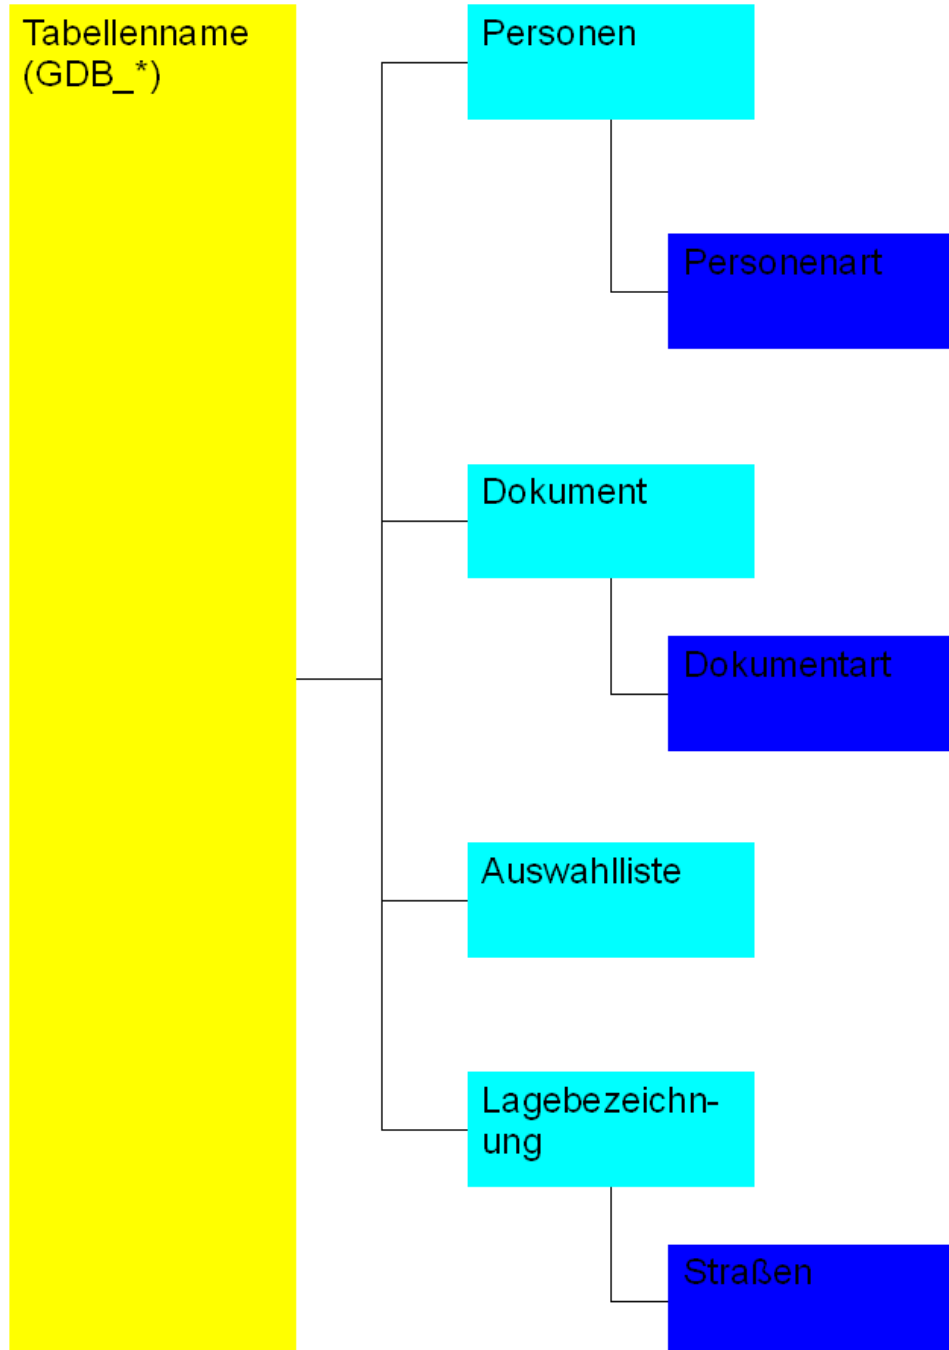 Tabellenname
(GDB_*)
Personen
Personenart
Dokument
Dokumentart
Auswahlliste
Lagebezeichn-
ung
Straßen